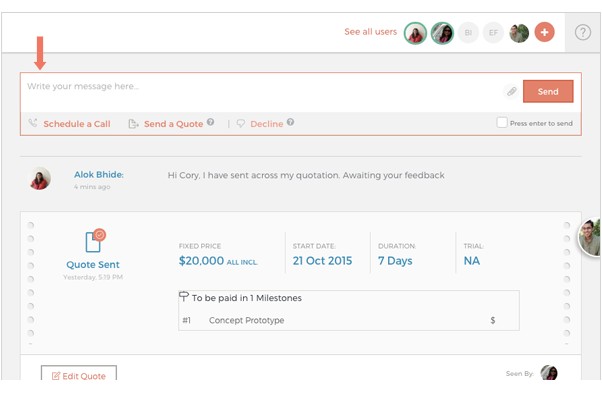 See all users
BI
EF
+
?
Write your message here...
Send
Schedule a Call
Send a Quote ?
Decline ?
Press enter to send
Alok Bhide:
4 mins ago
Hi Cory, I have sent across my quotation. Awaiting your feedback
Quote Sent
Yesterday, 5:19 PM
FIXED PRICE
$20,000 ALL INCL.
START DATE:
21 Oct 2015
DURATION:
7 Days
TRIAL:
NA
To be paid in 1 Milestones
#1 Concept Prototype $
Edit Quote
Seen By: